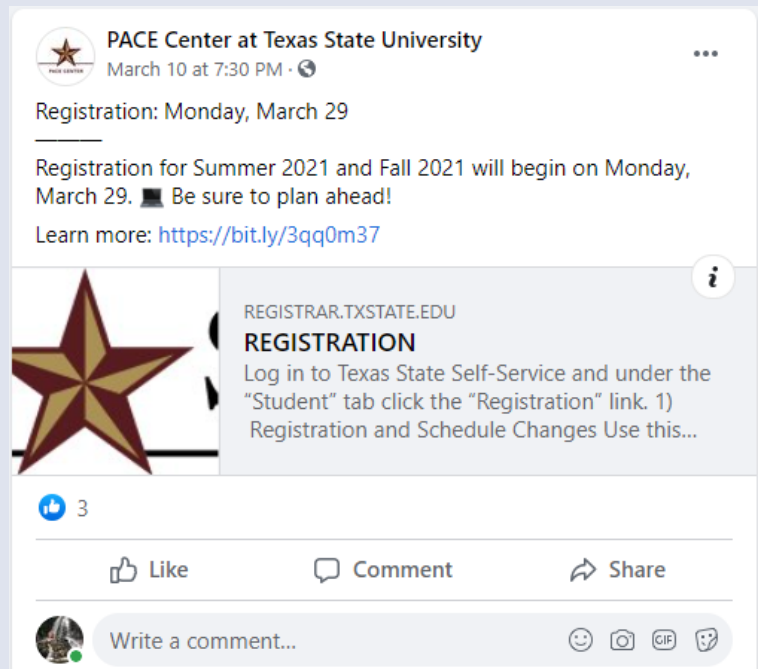 PACE Center at Texas State University
PACE CENTER
March 10 at 7:30 PM ·
Registration: Monday, March 29
———
Registration for Summer 2021 and Fall 2021 will begin on Monday,
March 29. 💻 Be sure to plan ahead!
Learn more: https://bit.ly/3qq0m37
REGISTRAR.TXSTATE.EDU
REGISTRATION
Log in to Texas State Self-Service and under the
“Student” tab click the “Registration” link. 1)
Registration and Schedule Changes Use this...
3
Like
Comment
Share
Write a comment...
GIF